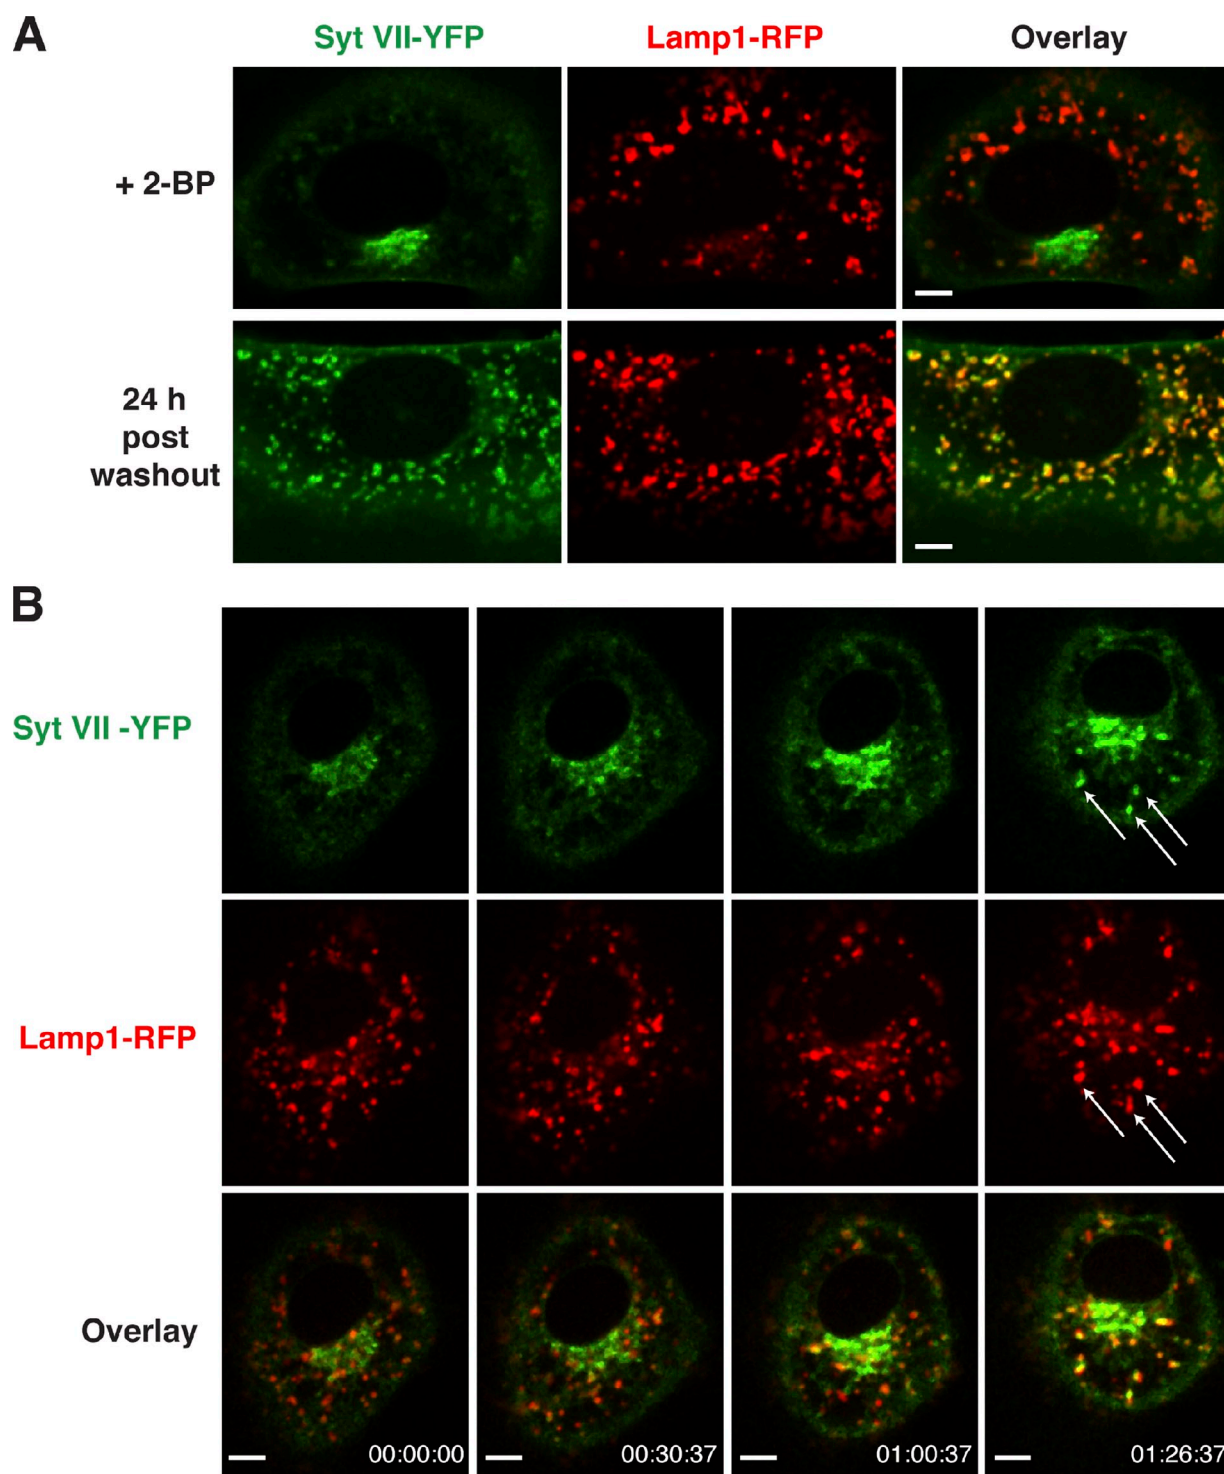 A
Syt VII-YFP Lamp1-RFP Overlay
+ 2-BP
24 h
post
washout
B
Syt VII -YFP
Lamp1-RFP
Overlay
00:00:00 00:30:37 01:00:37 01:26:37